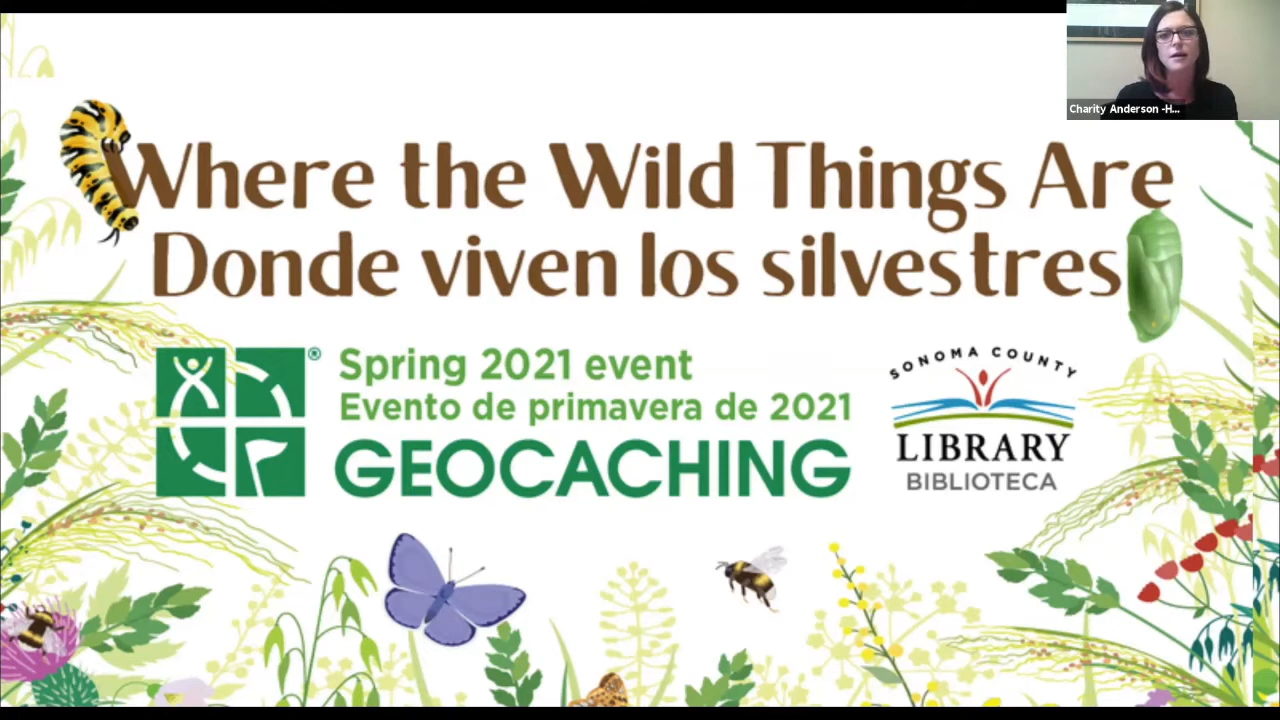 Charity Anderson -H...
Where the Wild Things Are
Donde viven los silvestres
®
Spring 2021 event
Evento de primavera de 2021
GEOCACHING
SONOMA COUNTY
LIBRARY
BIBLIOTECA